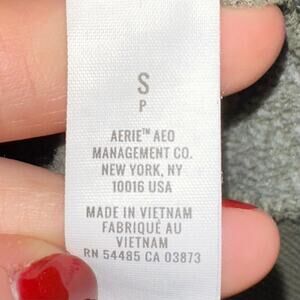 S
P
AERIE™ AEO
MANAGEMENT CO.
NEW YORK, NY
10016 USA
MADE IN VIETNAM
FABRIQUÉ AU
VIETNAM
RN 54485 CA 03873